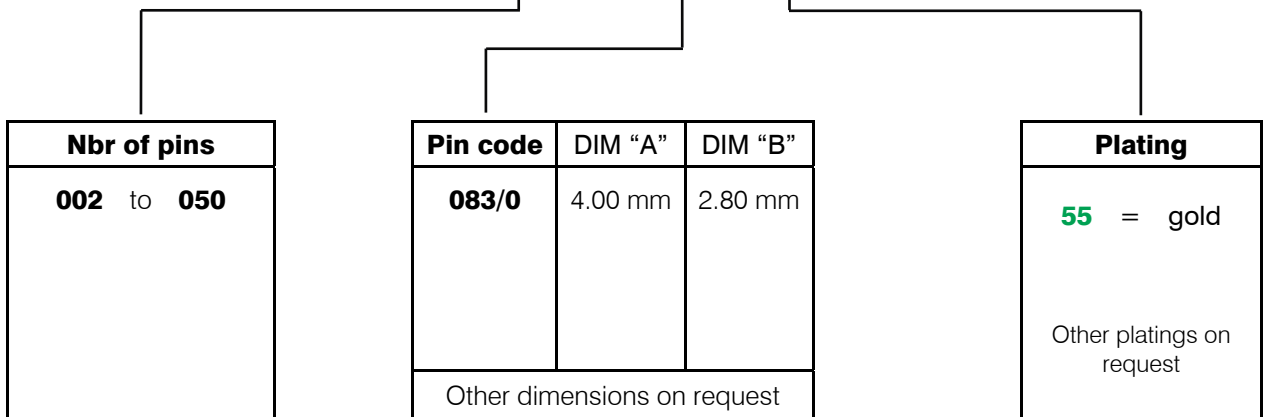 Nbr of pins
002 to 050
Pin code DIM “A” DIM “B”
083/0 4.00 mm 2.80 mm
Other dimensions on request
Plating
55 = gold
Other platings on
request